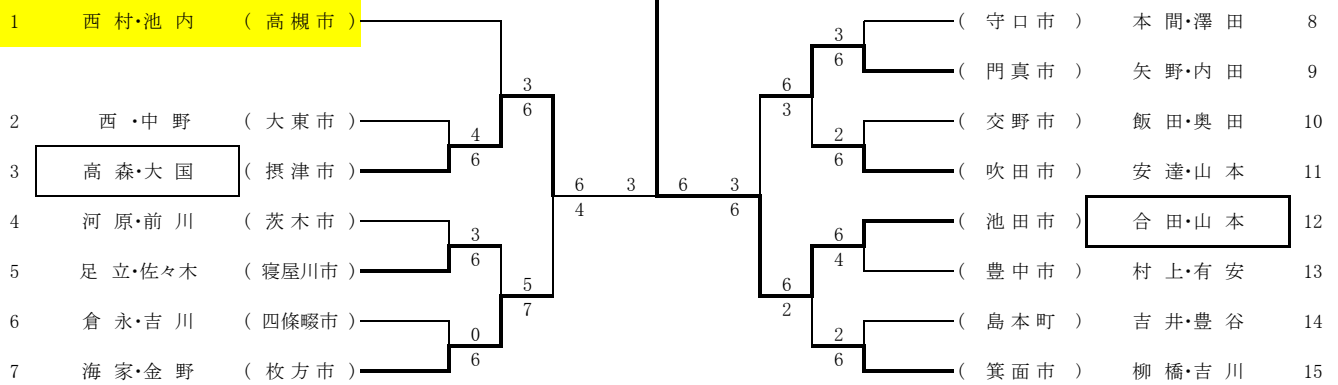 1 西 村・池 内 ( 高 槻 市 ) ( 守 口 市 ) 本 間・澤 田 8
3
6
( 門 真 市 ) 矢 野・内 田 9
3 6
6 3
2 西 ・中 野 ( 大 東 市 ) ( 交 野 市 ) 飯 田・奥 田 10
4 2
6 6
3 高 森・大 国 ( 摂 津 市 ) ( 吹 田 市 ) 安 達・山 本 11
6 3 6 3
4 6
4 河 原・前 川 ( 茨 木 市 ) ( 池 田 市 ) 合 田・山 本 12
3 6
6 4
5 足 立・佐々木 ( 寝屋川市 ) ( 豊 中 市 ) 村 上・有 安 13
5 6
7 2
6 倉 永・吉 川 ( 四條畷市 ) ( 島 本 町 ) 吉 井・豊 谷 14
0 2
6 6
7 海 家・金 野 ( 枚 方 市 ) ( 箕 面 市 ) 柳 橋・吉 川 15